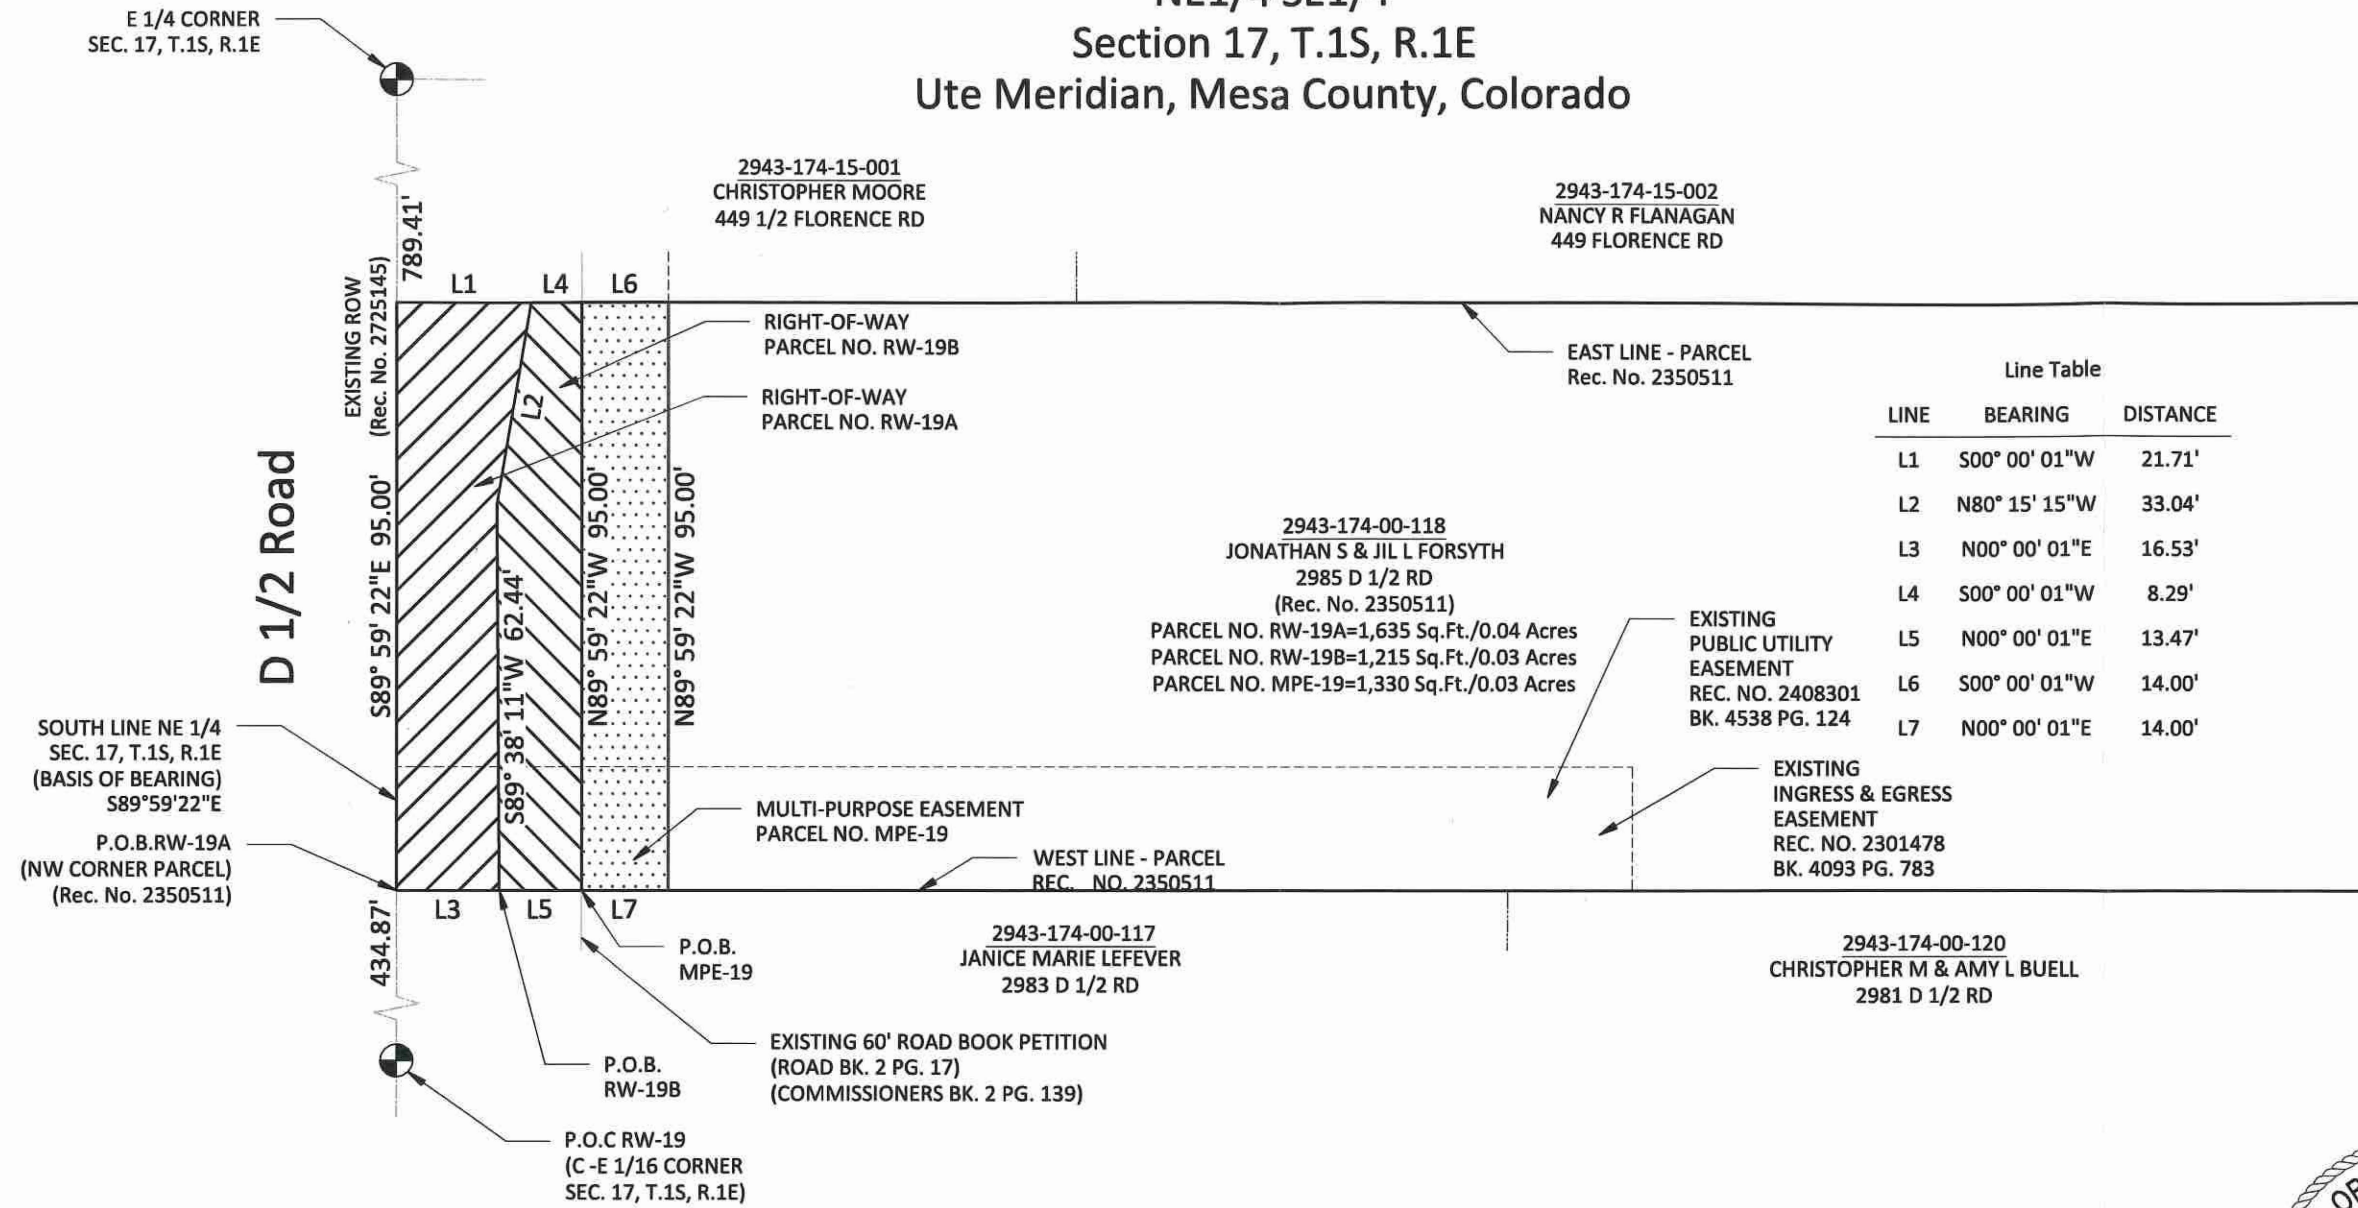 NE1/4 SE1/4
Section 17, T.1S, R.1E
Ute Meridian, Mesa County, Colorado
E 1/4 CORNER
SEC. 17, T.1S, R.1E
2943-174-15-001
CHRISTOPHER MOORE
449 1/2 FLORENCE RD
2943-174-15-002
NANCY R FLANAGAN
449 FLORENCE RD
789.41'
EXISTING ROW
(Rec. No. 2725145)
L1
L4
L6
RIGHT-OF-WAY
PARCEL NO. RW-19B
RIGHT-OF-WAY
PARCEL NO. RW-19A
L2
EAST LINE - PARCEL
Rec. No. 2350511
Line Table
LINE BEARING DISTANCE
L1 S00° 00' 01"W 21.71'
L2 N80° 15' 15"W 33.04'
L3 N00° 00' 01"E 16.53'
L4 S00° 00' 01"W 8.29'
L5 N00° 00' 01"E 13.47'
L6 S00° 00' 01"W 14.00'
L7 N00° 00' 01"E 14.00'
D 1/2 Road
S89° 59' 22"E 95.00'
S89° 38' 11"W 62.44'
N89° 59' 22"W 95.00'
N89° 59' 22"W 95.00'
2943-174-00-118
JONATHAN S & JIL L FORSYTH
2985 D 1/2 RD
(Rec. No. 2350511)
PARCEL NO. RW-19A=1,635 Sq.Ft./0.04 Acres
PARCEL NO. RW-19B=1,215 Sq.Ft./0.03 Acres
PARCEL NO. MPE-19=1,330 Sq.Ft./0.03 Acres
EXISTING
PUBLIC UTILITY
EASEMENT
REC. NO. 2408301
BK. 4538 PG. 124
SOUTH LINE NE 1/4
SEC. 17, T.1S, R.1E
(BASIS OF BEARING)
S89°59'22"E
P.O.B.RW-19A
(NW CORNER PARCEL)
(Rec. No. 2350511)
MULTI-PURPOSE EASEMENT
PARCEL NO. MPE-19
WEST LINE - PARCEL
REC. NO. 2350511
EXISTING
INGRESS & EGRESS
EASEMENT
REC. NO. 2301478
BK. 4093 PG. 783
L3
L5
L7
434.87'
P.O.B.
MPE-19
2943-174-00-117
JANICE MARIE LEFEVER
2983 D 1/2 RD
2943-174-00-120
CHRISTOPHER M & AMY L BUELL
2981 D 1/2 RD
EXISTING 60' ROAD BOOK PETITION
(ROAD BK. 2 PG. 17)
(COMMISSIONERS BK. 2 PG. 139)
P.O.B.
RW-19B
P.O.C RW-19
(C -E 1/16 CORNER
SEC. 17, T.1S, R.1E)